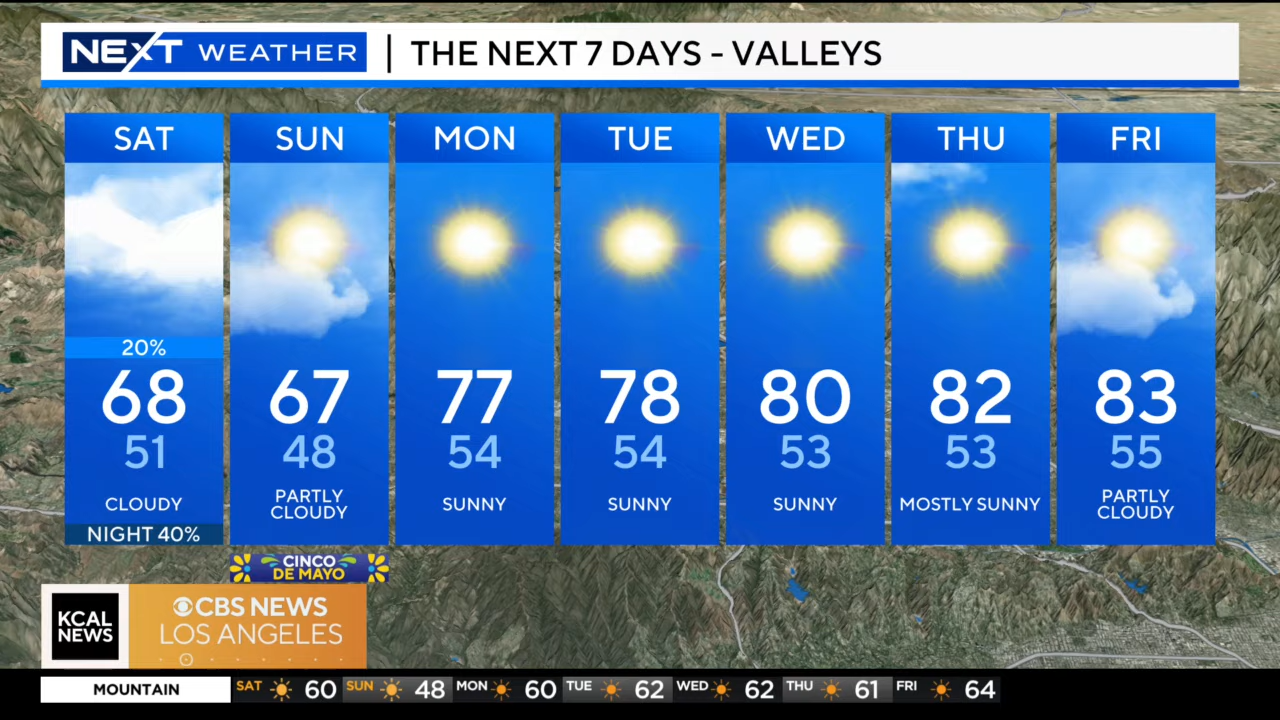 NEXT WEATHER | THE NEXT 7 DAYS - VALLEYS
SAT
20%
68
51
CLOUDY
NIGHT 40%
SUN
67
48
PARTLY
CLOUDY
CINCO
DE MAYO
MON
77
54
SUNNY
TUE
78
54
SUNNY
WED
80
53
SUNNY
THU
82
53
MOSTLY SUNNY
FRI
83
55
PARTLY
CLOUDY
KCAL
NEWS
CBS NEWS
LOS ANGELES
MOUNTAIN SAT 60 SUN 48 MON 60 TUE 62 WED 62 THU 61 FRI 64